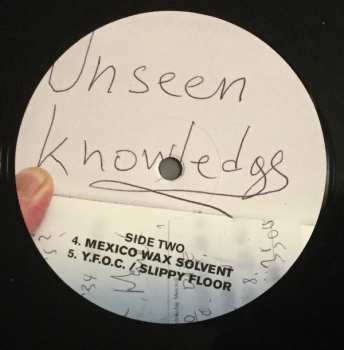 Unseen
Knowledge
SIDE TWO
4. MEXICO WAX SOLVENT
5. Y.F.O.C. / SLIPPY FLOOR